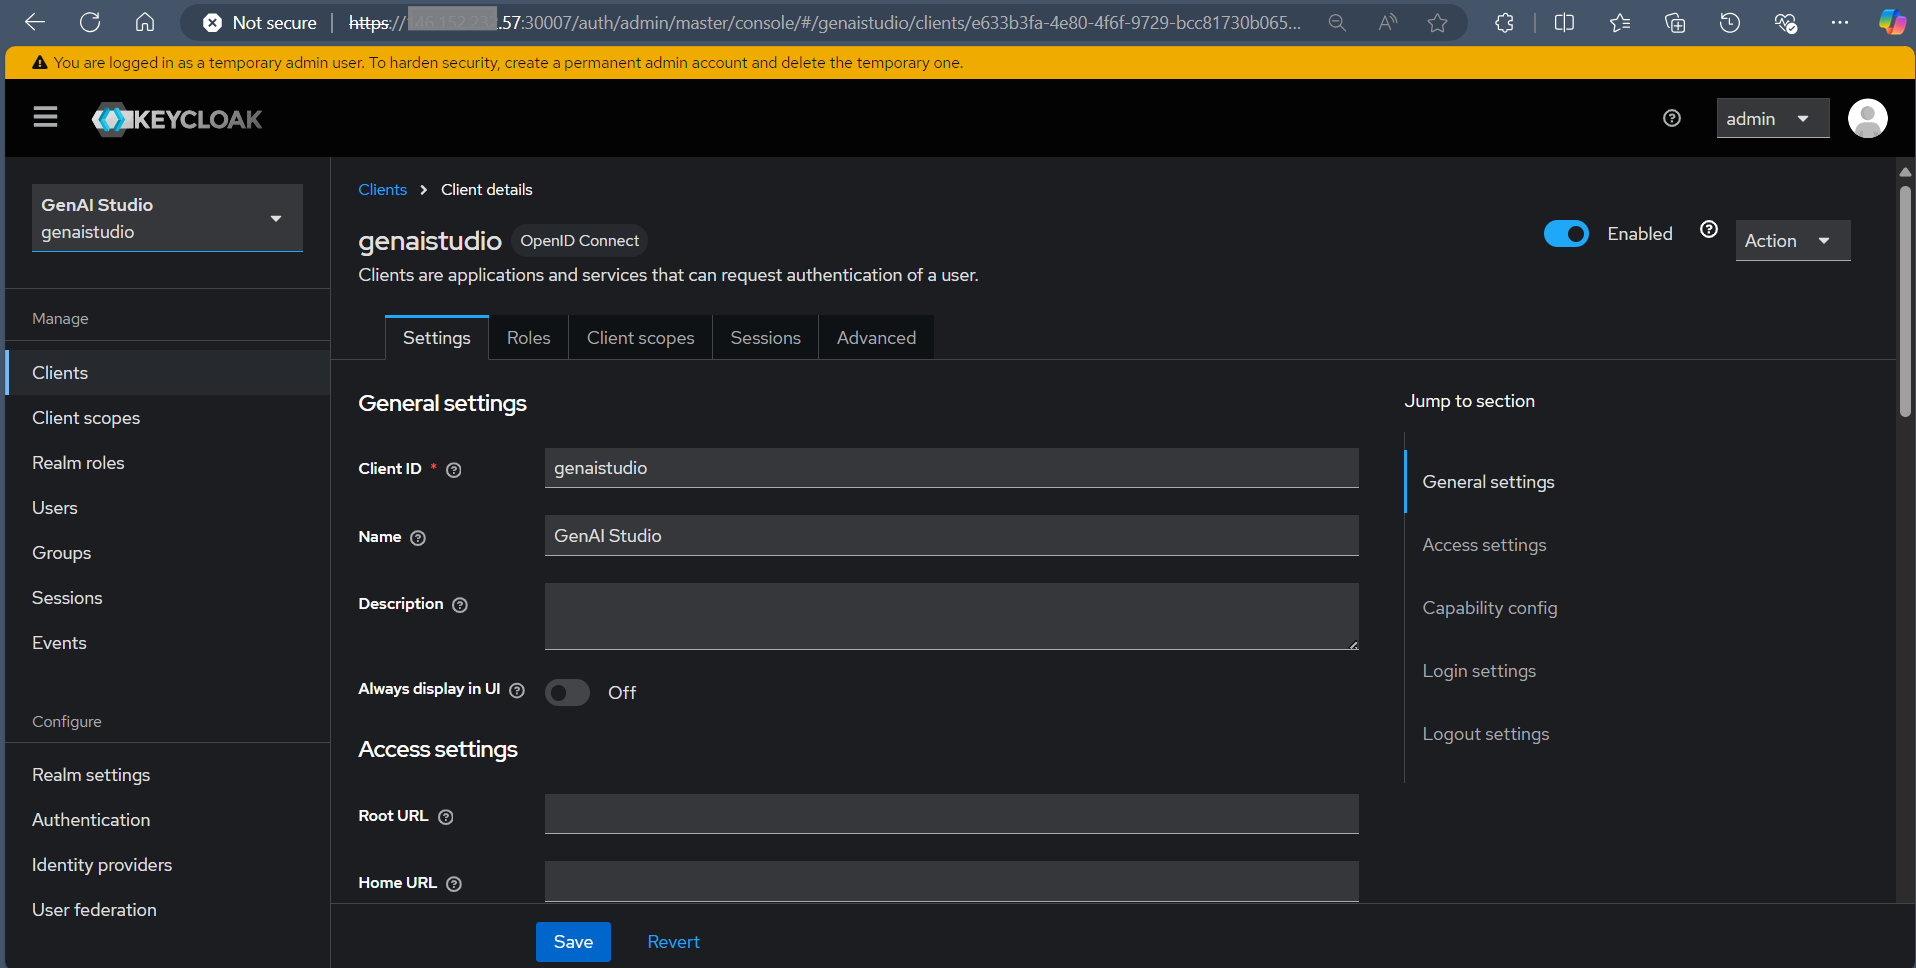 Not secure
https://
.57:30007/auth/admin/master/console/#/genaistudio/clients/e633b3fa-4e80-4f6f-9729-bcc81730b065...
You are logged in as a temporary admin user. To harden security, create a permanent admin account and delete the temporary one.
KEYCLOAK
admin
GenAI Studio
genaistudio
Manage
Clients
Client scopes
Realm roles
Users
Groups
Sessions
Events
Configure
Realm settings
Authentication
Identity providers
User federation
Clients > Client details
genaistudio
OpenID Connect
Enabled
Action
Clients are applications and services that can request authentication of a user.
Settings
Roles
Client scopes
Sessions
Advanced
General settings
Client ID *
genaistudio
Name
GenAI Studio
Description
Always display in UI
Off
Access settings
Root URL
Home URL
Save
Revert
Jump to section
General settings
Access settings
Capability config
Login settings
Logout settings